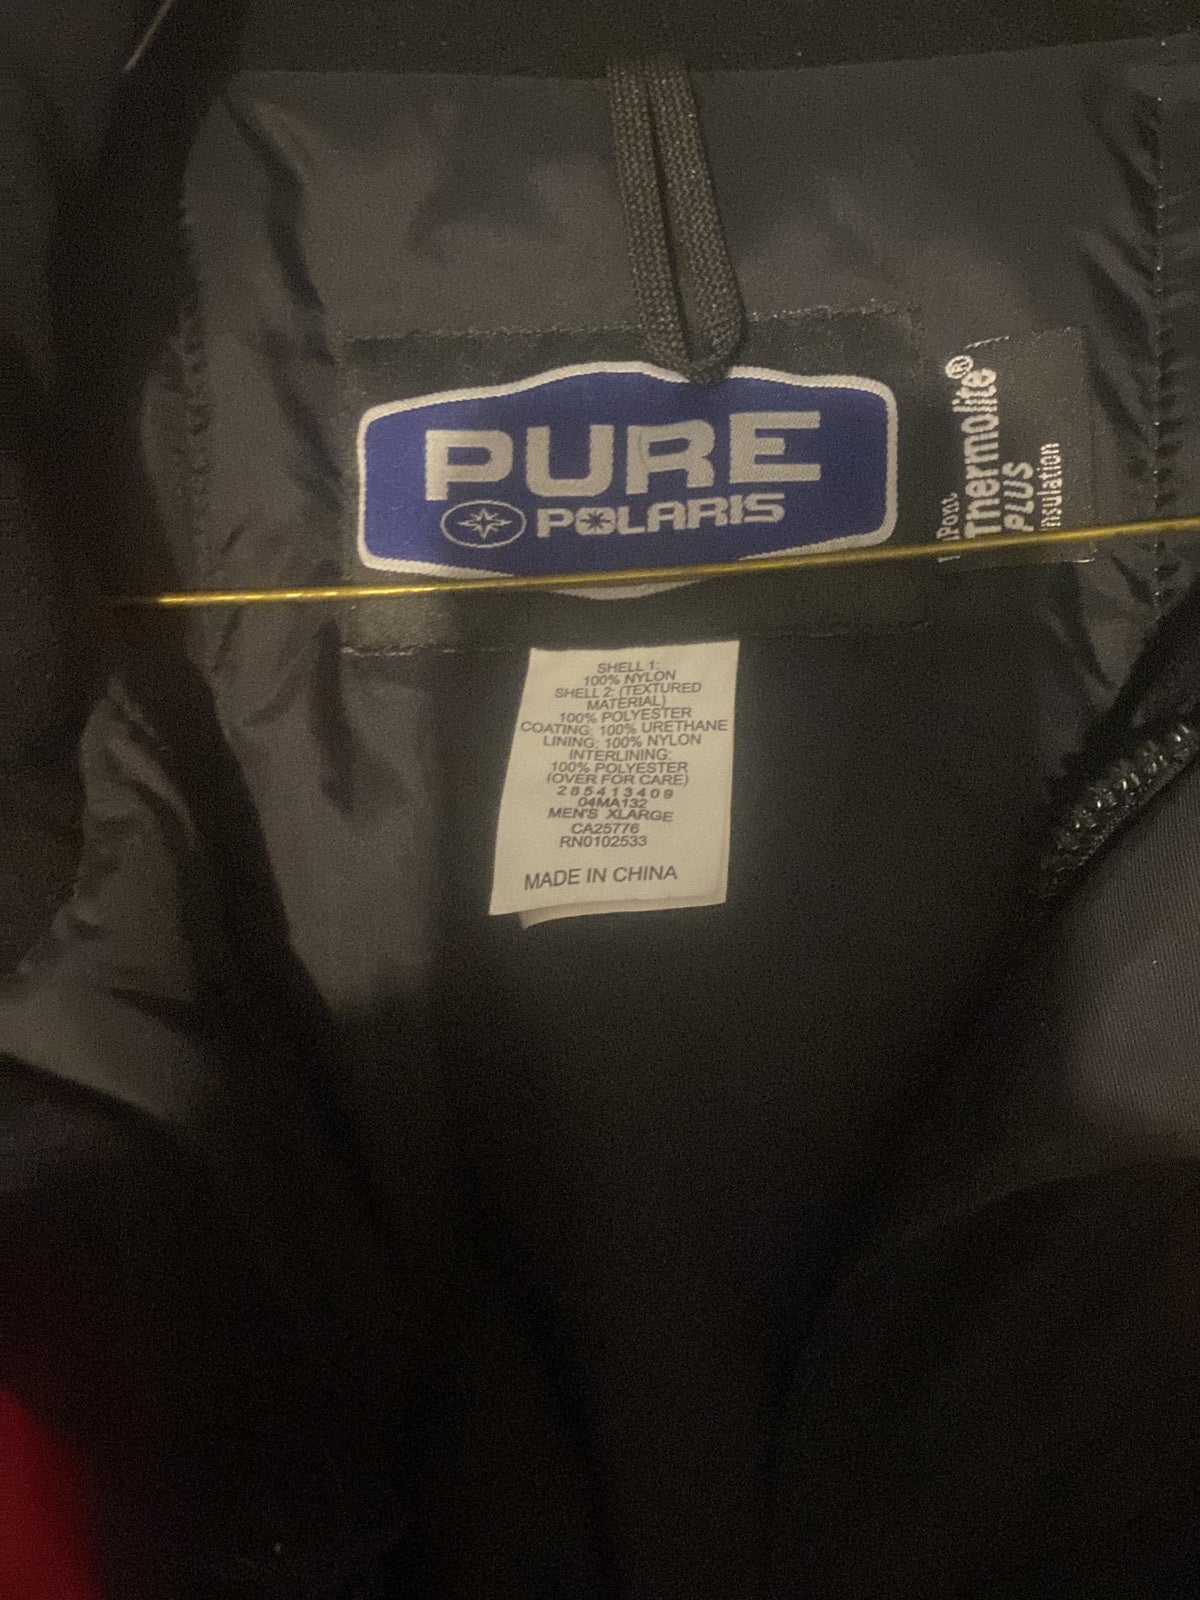 PURE
POLARIS
Thermolite®
PLUS
SHELL 1:
100% NYLON
SHELL 2: (TEXTURED
MATERIAL)
100% POLYESTER
COATING: 100% URETHANE
LINING: 100% NYLON
INTERLINING:
100% POLYESTER
(OVER FOR CARE)
285413409
04MA132
MEN'S XLARGE
CA25776
RN0102533
MADE IN CHINA